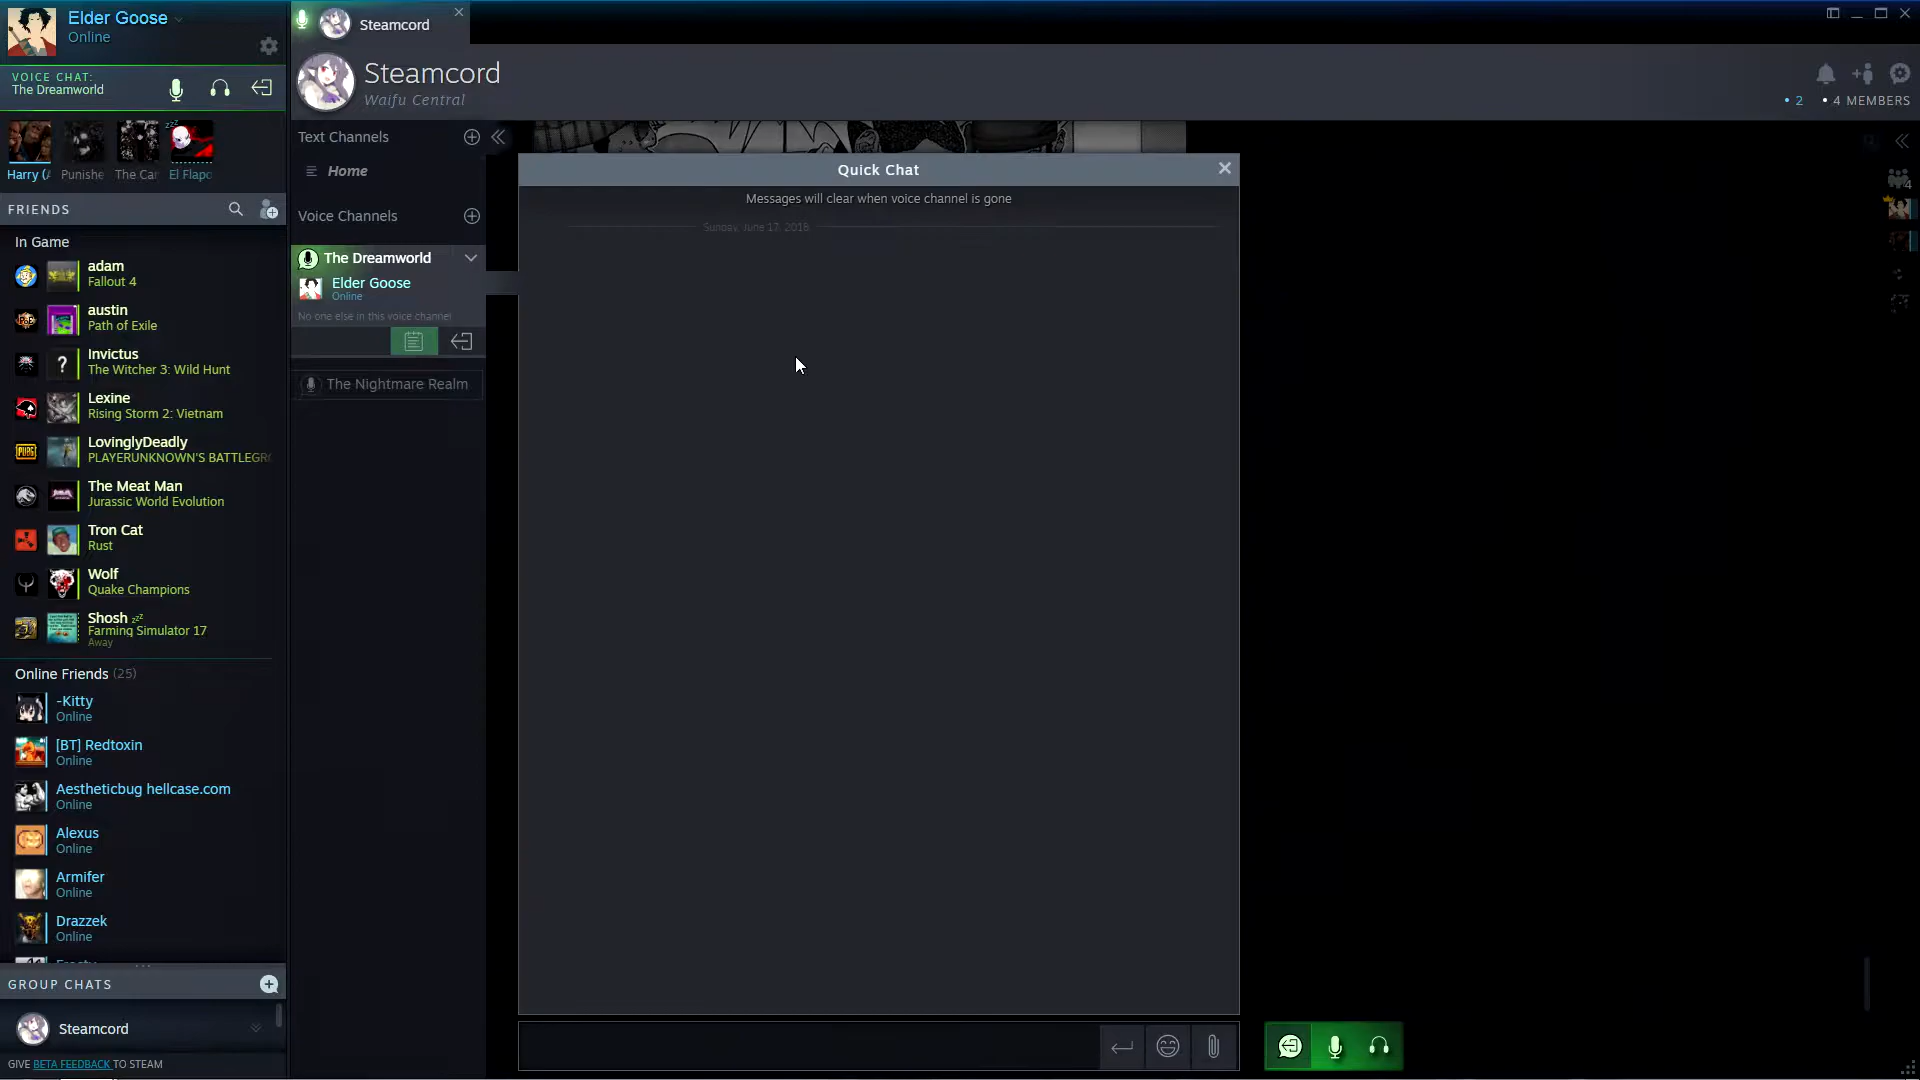 Elder Goose
Online
VOICE CHAT:
The Dreamworld
Harry (A
Punishe
The Car
El Flapo
FRIENDS
In Game
adam
Fallout 4
austin
Path of Exile
Invictus
The Witcher 3: Wild Hunt
Lexine
Rising Storm 2: Vietnam
LovinglyDeadly
PLAYERUNKNOWN'S BATTLEGR
The Meat Man
Jurassic World Evolution
Tron Cat
Rust
Wolf
Quake Champions
Shosh zzz
Farming Simulator 17
Away
Online Friends (25)
-Kitty
Online
[BT] Redtoxin
Online
Aestheticbug hellcase.com
Online
Alexus
Online
Armifer
Online
Drazzek
Online
GROUP CHATS
Steamcord
GIVE BETA FEEDBACK TO STEAM
Steamcord
Steamcord
Waifu Central
• 2 • 4 MEMBERS
Text Channels
Home
Voice Channels
The Dreamworld
Elder Goose
Online
No one else in this voice channel
The Nightmare Realm
Quick Chat
Messages will clear when voice channel is gone
Sunday, June 17, 2018
4